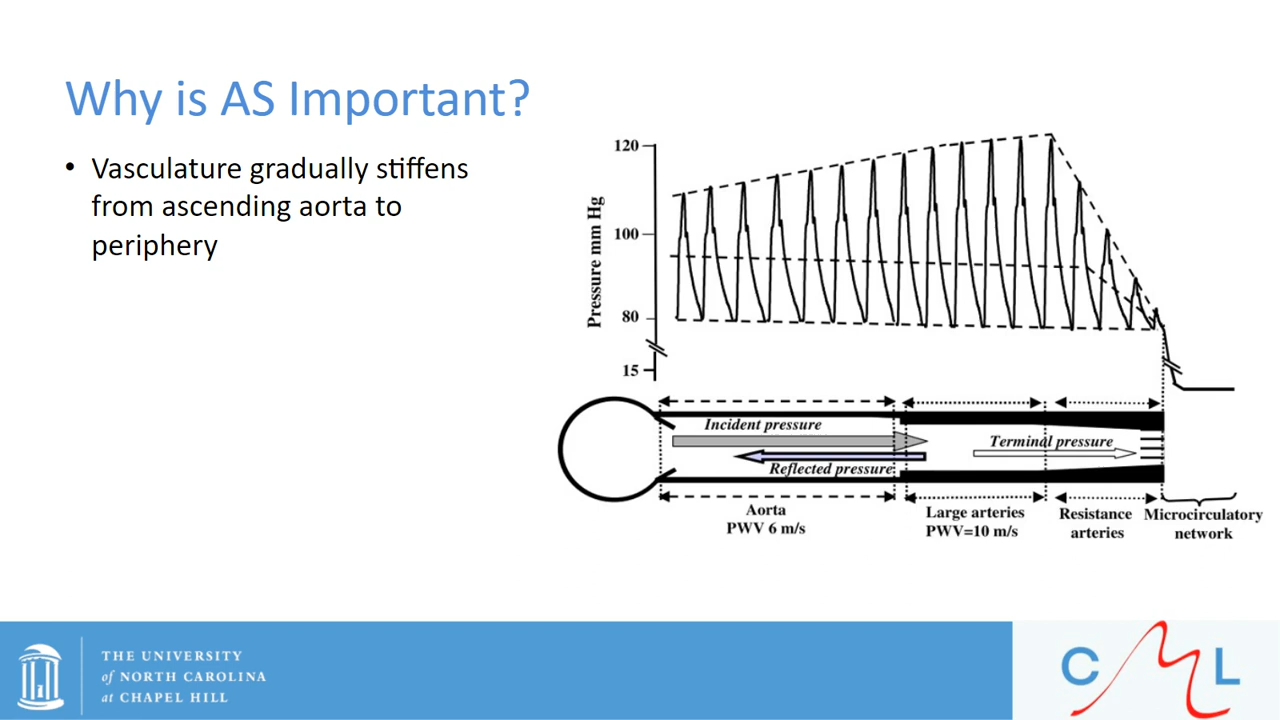 Why is AS Important?
• Vasculature gradually stiffens
from ascending aorta to
periphery
Pressure mm Hg
120
100
80
15
Incident pressure
Reflected pressure
Terminal pressure
Aorta
PWV 6 m/s
Large arteries
PWV=10 m/s
Resistance
arteries
Microcirculatory
network
THE UNIVERSITY
of NORTH CAROLINA
at CHAPEL HILL
CML